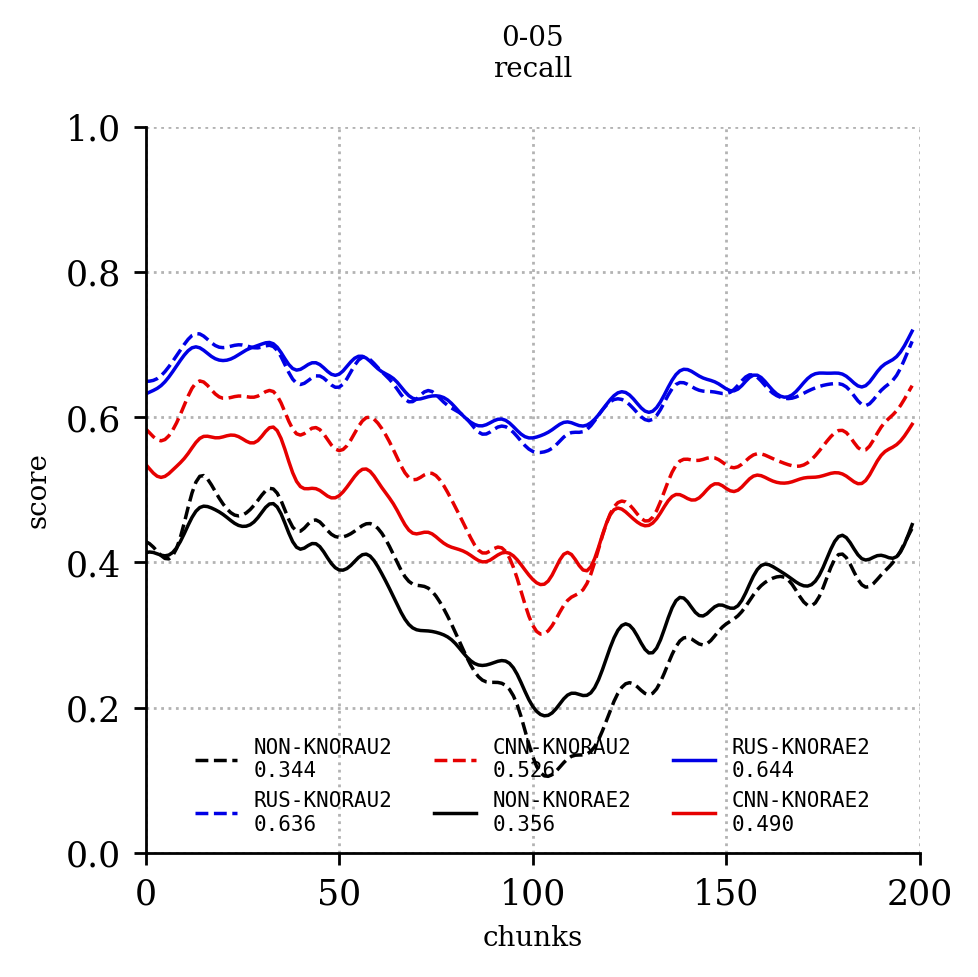 0-05
recall
1.0
0.8
0.6
0.4
0.2
0.0
score
NON-KNORAU2
0.344
RUS-KNORAU2
0.636
CNN-KNORAU2
0.526
NON-KNORAE2
0.356
RUS-KNORAE2
0.644
CNN-KNORAE2
0.490
0 50 100 150 200
chunks